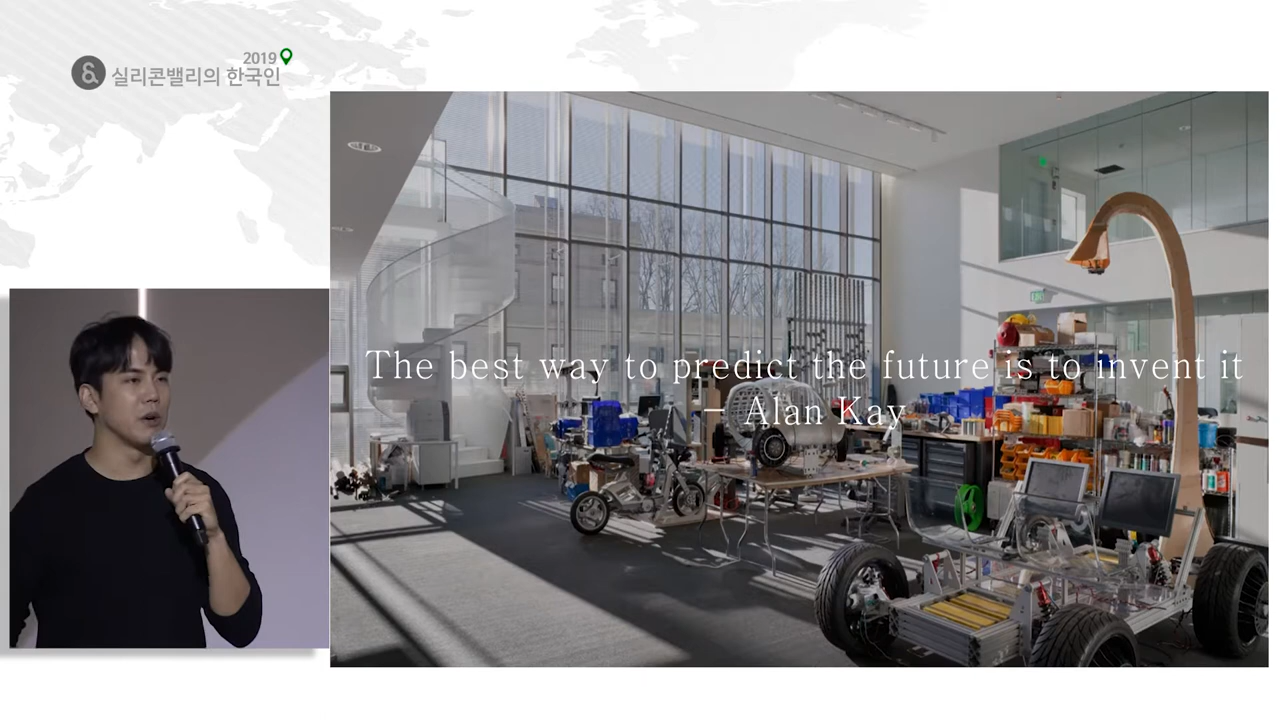 2019
& 실리콘밸리의 한국인
The best way to predict the future is to invent it
– Alan Kay